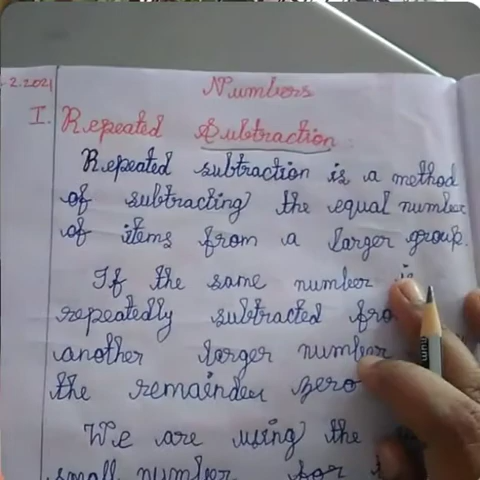 -2.2021
Numbers
I. Repeated Subtraction :
Repeated subtraction is a method
of subtracting the equal number
of items from a larger group.
If the same number is
repeatedly subtracted fro
another larger number
the remainder zero
We are using the
small number for